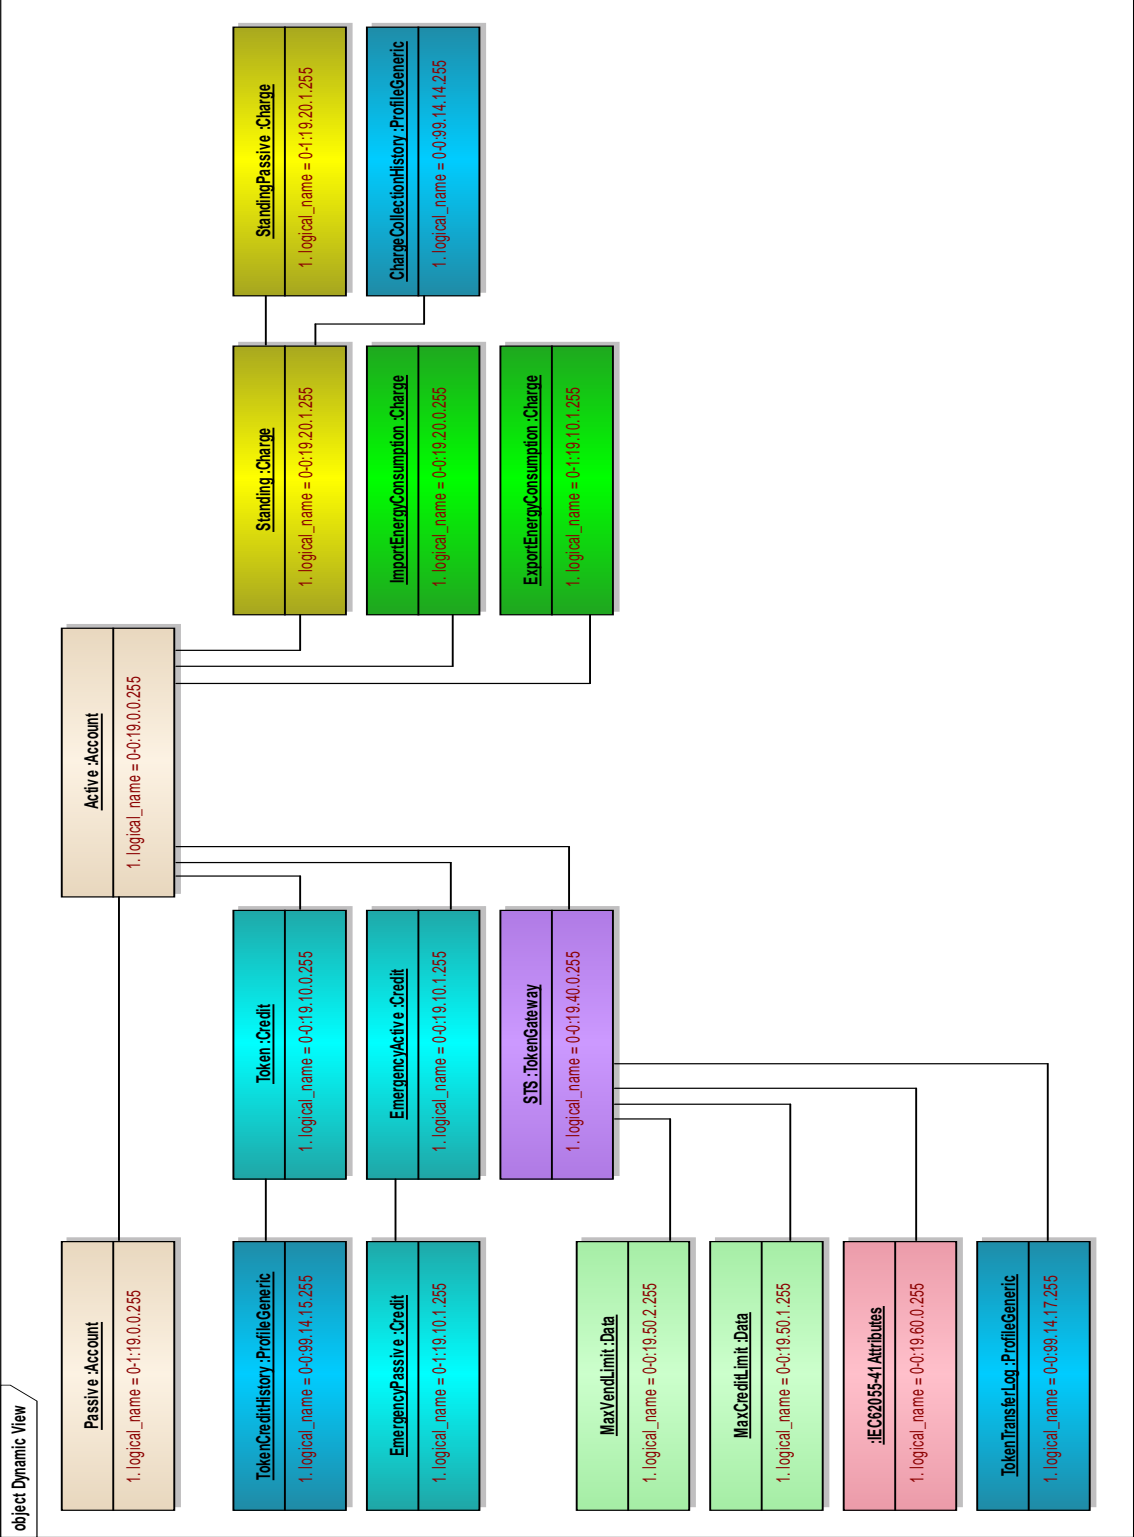 object Dynamic View
Passive :Account
1. logical_name = 0-1:19.0.0.255
Active :Account
1. logical_name = 0-0:19.0.0.255
TokenCreditHistory :ProfileGeneric
1. logical_name = 0-0:99.14.15.255
Token :Credit
1. logical_name = 0-0:19.10.0.255
Standing :Charge
1. logical_name = 0-0:19.20.1.255
StandingPassive :Charge
1. logical_name = 0-1:19.20.1.255
EmergencyPassive :Credit
1. logical_name = 0-1:19.10.1.255
EmergencyActive :Credit
1. logical_name = 0-0:19.10.1.255
ImportEnergyConsumption :Charge
1. logical_name = 0-0:19.20.0.255
ChargeCollectionHistory :ProfileGeneric
1. logical_name = 0-0:99.14.14.255
STS :TokenGateway
1. logical_name = 0-0:19.40.0.255
ExportEnergyConsumption :Charge
1. logical_name = 0-1:19.10.1.255
MaxVendLimit :Data
1. logical_name = 0-0:19.50.2.255
MaxCreditLimit :Data
1. logical_name = 0-0:19.50.1.255
:IEC62055-41 Attributes
1. logical_name = 0-0:19.60.0.255
TokenTransferLog :ProfileGeneric
1. logical_name = 0-0:99.14.17.255